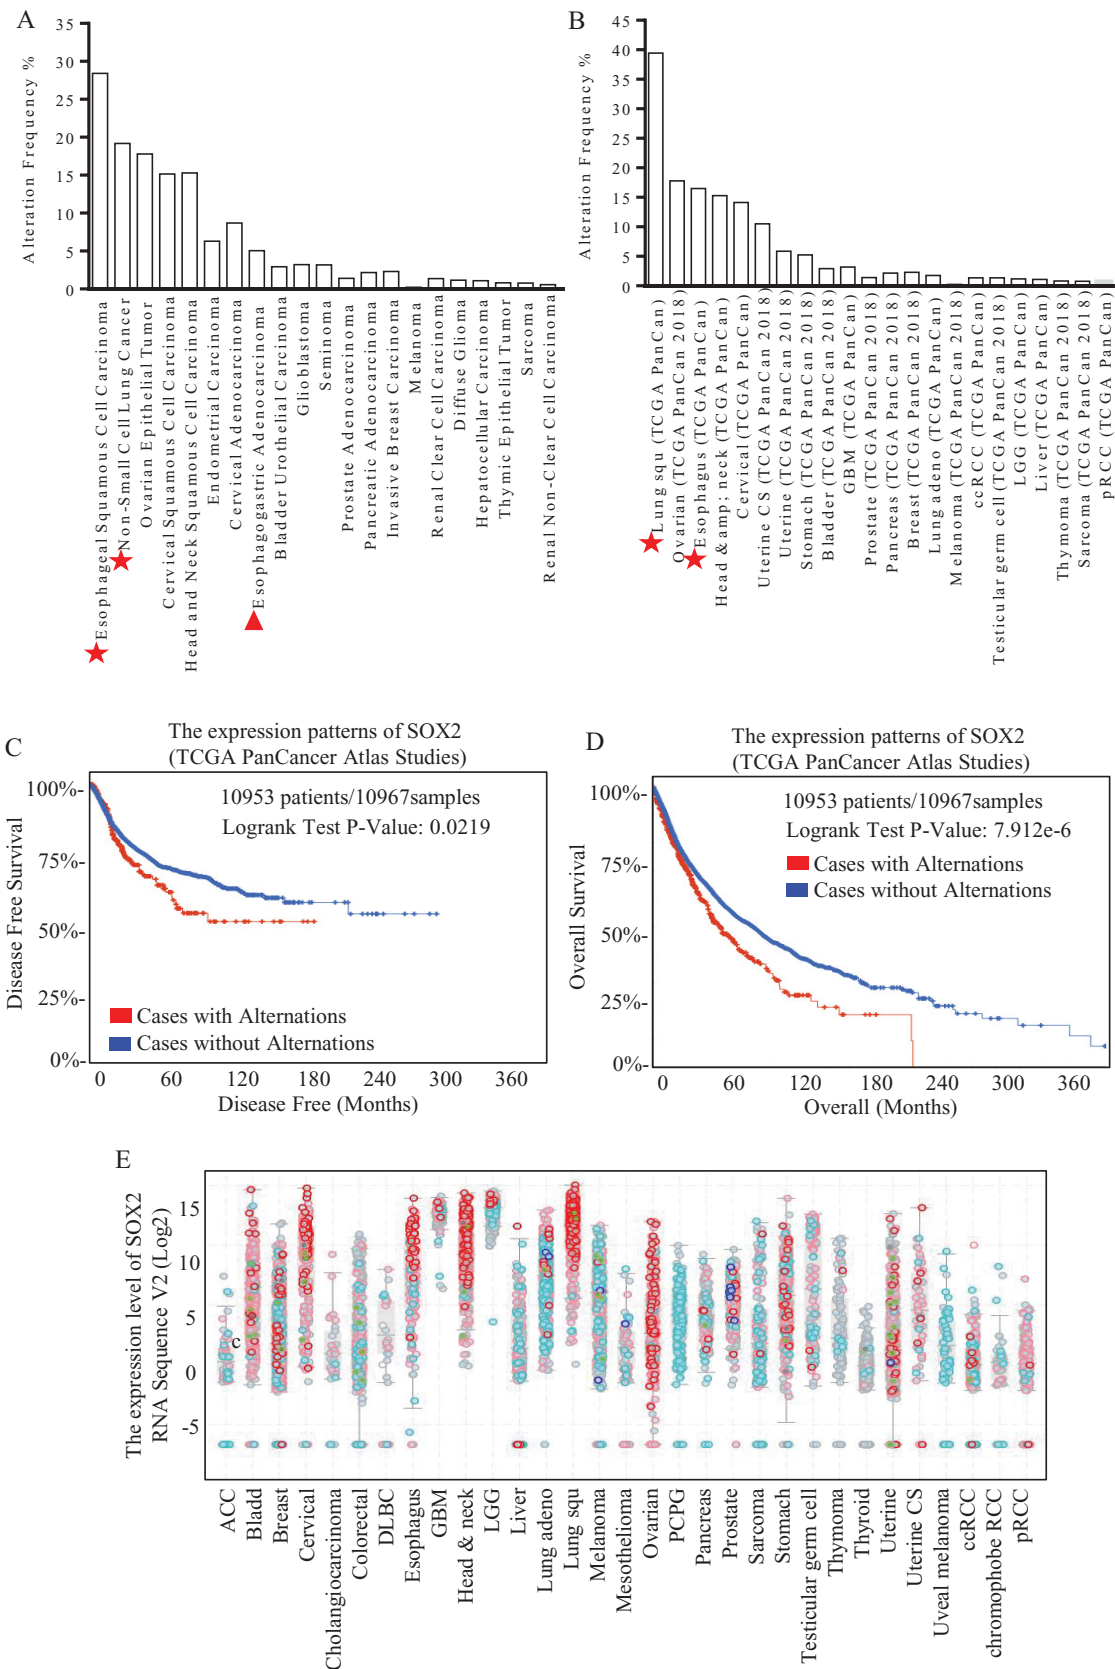 A
35
30
25
20
15
10
5
0
Alteration Frequency %
Esophageal Squamous Cell Carcinoma
Non-Small Cell Lung Cancer
Ovarian Epithelial Tumor
Cervical Squamous Cell Carcinoma
Head and Neck Squamous Cell Carcinoma
Endometrial Carcinoma
Cervical Adenocarcinoma
Esophagogastric Adenocarcinoma
Bladder Urothelial Carcinoma
Glioblastoma
Seminoma
Prostate Adenocarcinoma
Pancreatic Adenocarcinoma
Invasive Breast Carcinoma
Melanoma
Renal Clear Cell Carcinoma
Diffuse Glioma
Hepatocellular Carcinoma
Thymic Epithelial Tumor
Sarcoma
Renal Non-Clear Cell Carcinoma
B
45
40
35
30
25
20
15
10
5
0
Alteration Frequency %
Lung squ (TCGA PanCan)
Ovarian (TCGA PanCan 2018)
Esophagus (TCGA PanCan)
Head &amp; neck (TCGA PanCan)
Cervical (TCGA PanCan)
Uterine CS (TCGA PanCan 2018)
Uterine (TCGA PanCan 2018)
Stomach (TCGA PanCan 2018)
Bladder (TCGA PanCan 2018)
GBM (TCGA PanCan)
Prostate (TCGA PanCan 2018)
Pancreas (TCGA PanCan 2018)
Breast (TCGA PanCan 2018)
Lung adeno (TCGA PanCan)
Melanoma (TCGA PanCan 2018)
ccRCC (TCGA PanCan)
Testicular germ cell (TCGA PanCan 2018)
LGG (TCGA PanCan)
Liver (TCGA PanCan)
Thymoma (TCGA PanCan 2018)
Sarcoma (TCGA PanCan 2018)
pRCC (TCGA PanCan)
C
The expression patterns of SOX2
(TCGA PanCancer Atlas Studies)
10953 patients/10967samples
Logrank Test P-Value: 0.0219
100%-
75%-
50%-
25%-
0%-
Disease Free Survival
Cases with Alternations
Cases without Alternations
0 60 120 180 240 300 360
Disease Free (Months)
D
The expression patterns of SOX2
(TCGA PanCancer Atlas Studies)
10953 patients/10967samples
Logrank Test P-Value: 7.912e-6
Cases with Alternations
Cases without Alternations
100%-
75%-
50%-
25%-
0%-
Overall Survival
0 60 120 180 240 300 360
Overall (Months)
E
The expression level of SOX2
RNA Sequence V2 (Log2)
15
10
5
0
-5
c
ACC
Bladd
Breast
Cervical
Cholangiocarcinoma
Colorectal
DLBC
Esophagus
GBM
Head & neck
LGG
Liver
Lung adeno
Lung squ
Melanoma
Mesothelioma
Ovarian
PCPG
Pancreas
Prostate
Sarcoma
Stomach
Testicular germ cell
Thymoma
Thyroid
Uterine
Uterine CS
Uveal melanoma
ccRCC
chromophobe RCC
pRCC